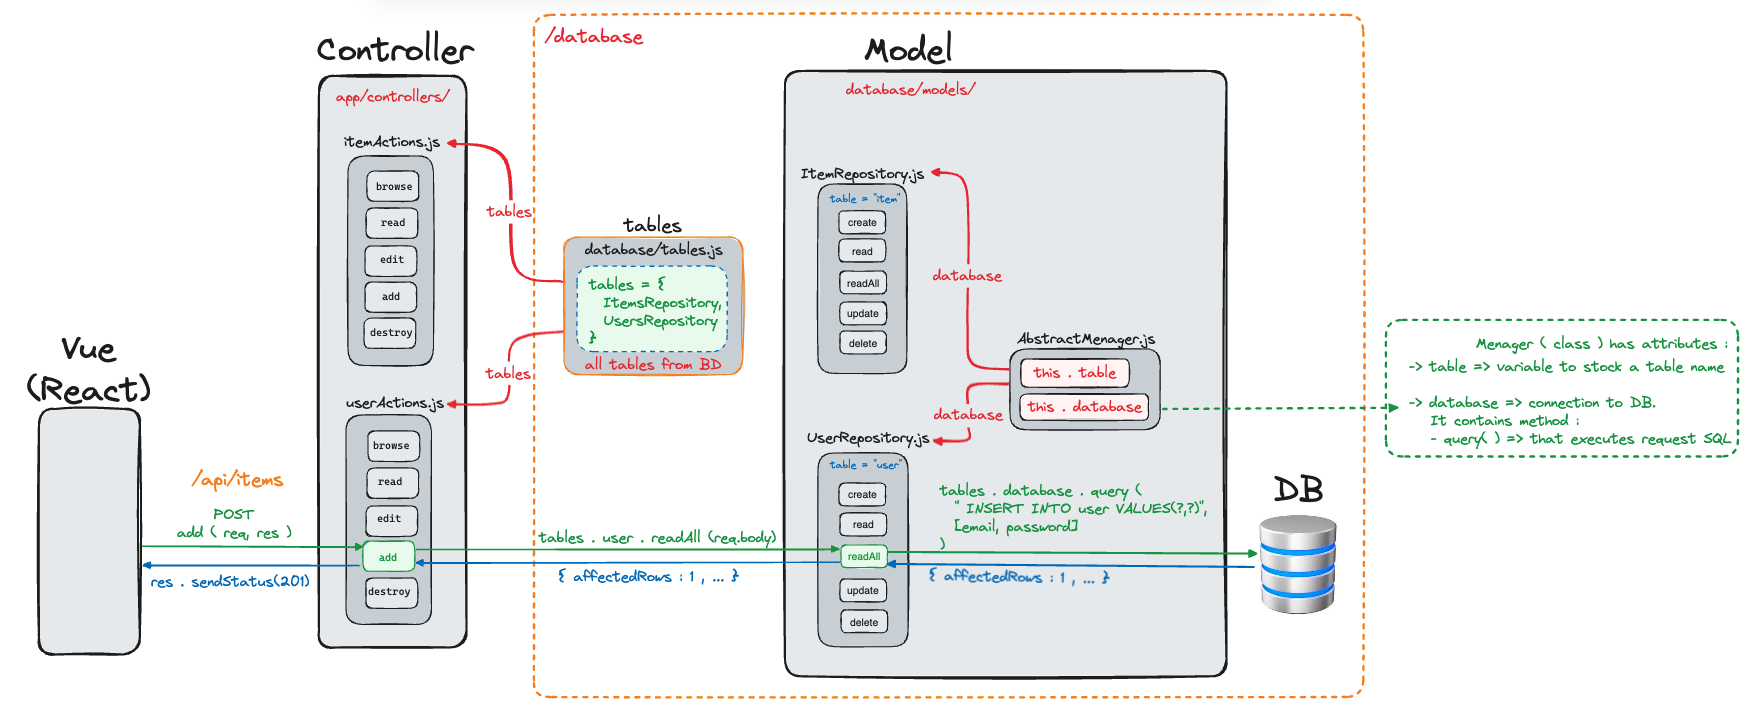 /database
Controller
Model
app/controllers/
database/models/
itemActions.js
browse
read
edit
add
destroy
tables
tables
database/tables.js
tables = {
ItemsRepository,
UsersRepository
}
all tables from BD
tables
userActions.js
browse
read
edit
add
destroy
ItemRepository.js
table = "item"
create
read
readAll
update
delete
database
AbstractMenager.js
this . table
this . database
database
UserRepository.js
table = "user"
create
read
readAll
update
delete
Menager ( class ) has attributes :
-> table => variable to stock a table name
-> database => connection to DB.
It contains method :
- query( ) => that executes request SQL
Vue
(React)
/api/items
POST
add ( req, res )
res . sendStatus(201)
tables . user . readAll (req.body)
{ affectedRows : 1 , ... }
tables . database . query (
" INSERT INTO user VALUES(?,?)",
[email, password]
)
{ affectedRows : 1 , ... }
DB